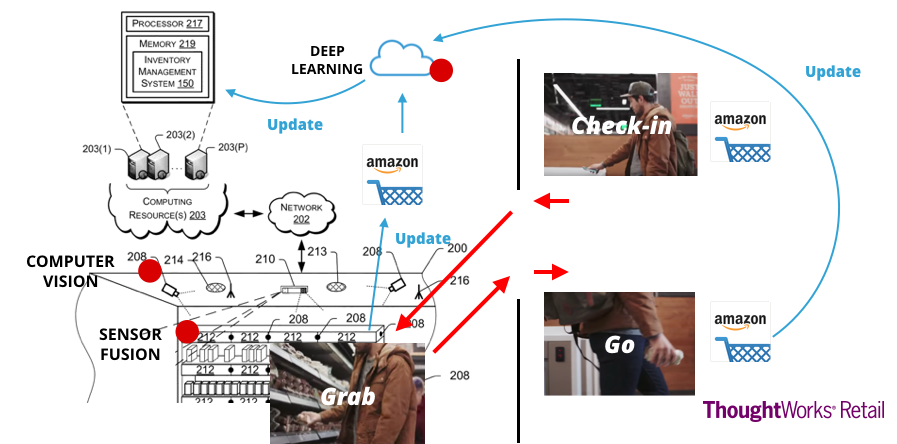 PROCESSOR 217
MEMORY 219
INVENTORY
MANAGEMENT
SYSTEM 150
DEEP
LEARNING
Update
Update
203(1)
203(2)
203(P)
COMPUTING
RESOURCE(S) 203
NETWORK
202
amazon
Update
Check-in
amazon
COMPUTER
VISION
208
214
216
210
213
208
200
216
SENSOR
FUSION
208
208
208
212
212
212
212
212
212
212
208
Grab
Go
amazon
ThoughtWorks® Retail